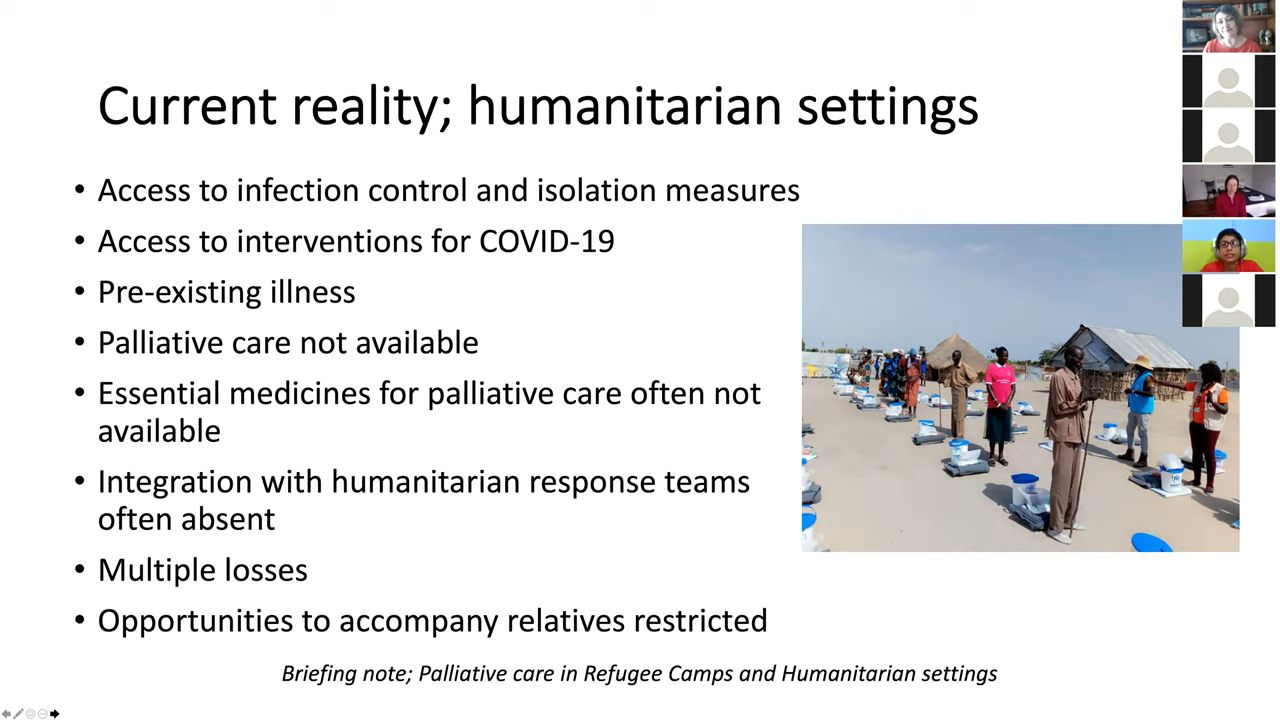 Current reality; humanitarian settings
• Access to infection control and isolation measures
• Access to interventions for COVID-19
• Pre-existing illness
• Palliative care not available
• Essential medicines for palliative care often not
available
• Integration with humanitarian response teams
often absent
• Multiple losses
• Opportunities to accompany relatives restricted
Briefing note; Palliative care in Refugee Camps and Humanitarian settings